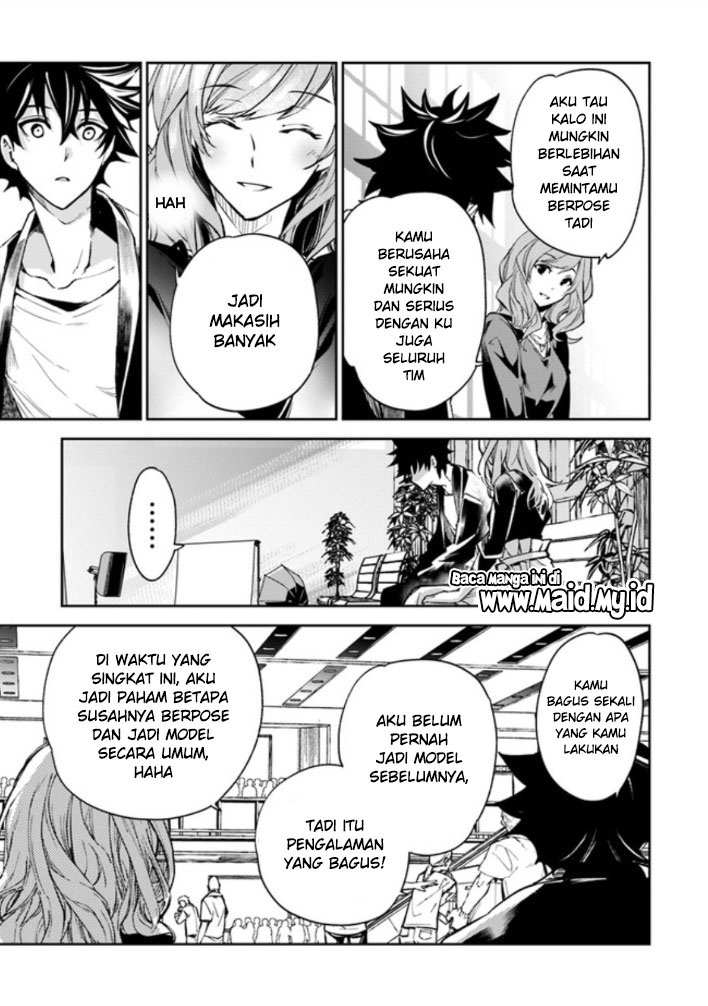 AKU TAU
KALO INI
MUNGKIN
BERLEBIHAN
SAAT
MEMINTAMU
BERPOSE
TADI
KAMU
BERUSAHA
SEKUAT
MUNGKIN
DAN SERIUS
DENGAN KU
JUGA
SELURUH
TIM
HAH
JADI
MAKASIH
BANYAK
......
Baca Manga ini di
www.Maid.My.id
KAMU
BAGUS SEKALI
DENGAN APA
YANG KAMU
LAKUKAN
AKU BELUM
PERNAH
JADI MODEL
SEBELUMNYA,
TADI ITU
PENGALAMAN
YANG BAGUS!
DI WAKTU YANG
SINGKAT INI, AKU
JADI PAHAM BETAPA
SUSAHNYA BERPOSE
DAN JADI MODEL
SECARA UMUM,
HAHA